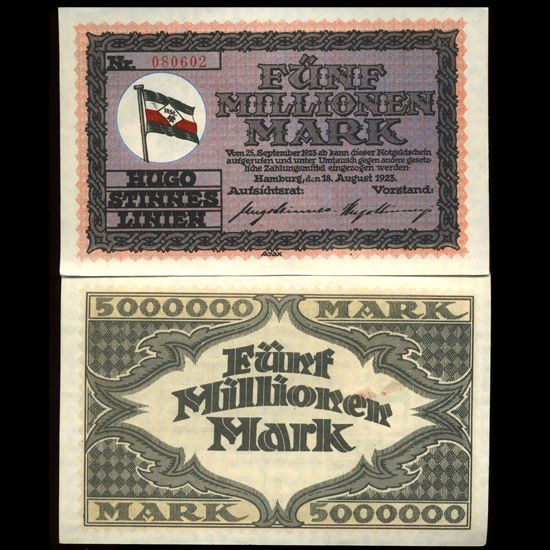 Nr. 080602
FÜNF
MILLIONEN
MARK
Vom 25. September 1923 ab kann dieser Notgeldschein
aufgerufen und unter Umtausch gegen andere gesetz-
liche Zahlungsmittel eingezogen werden.
Hamburg, den 18. August 1923.
Aufsichtsrat: Vorstand:
HUGO
STINNES
LINIEN
5000000 MARK
Fünf
Millionen
Mark
MARK 5000000